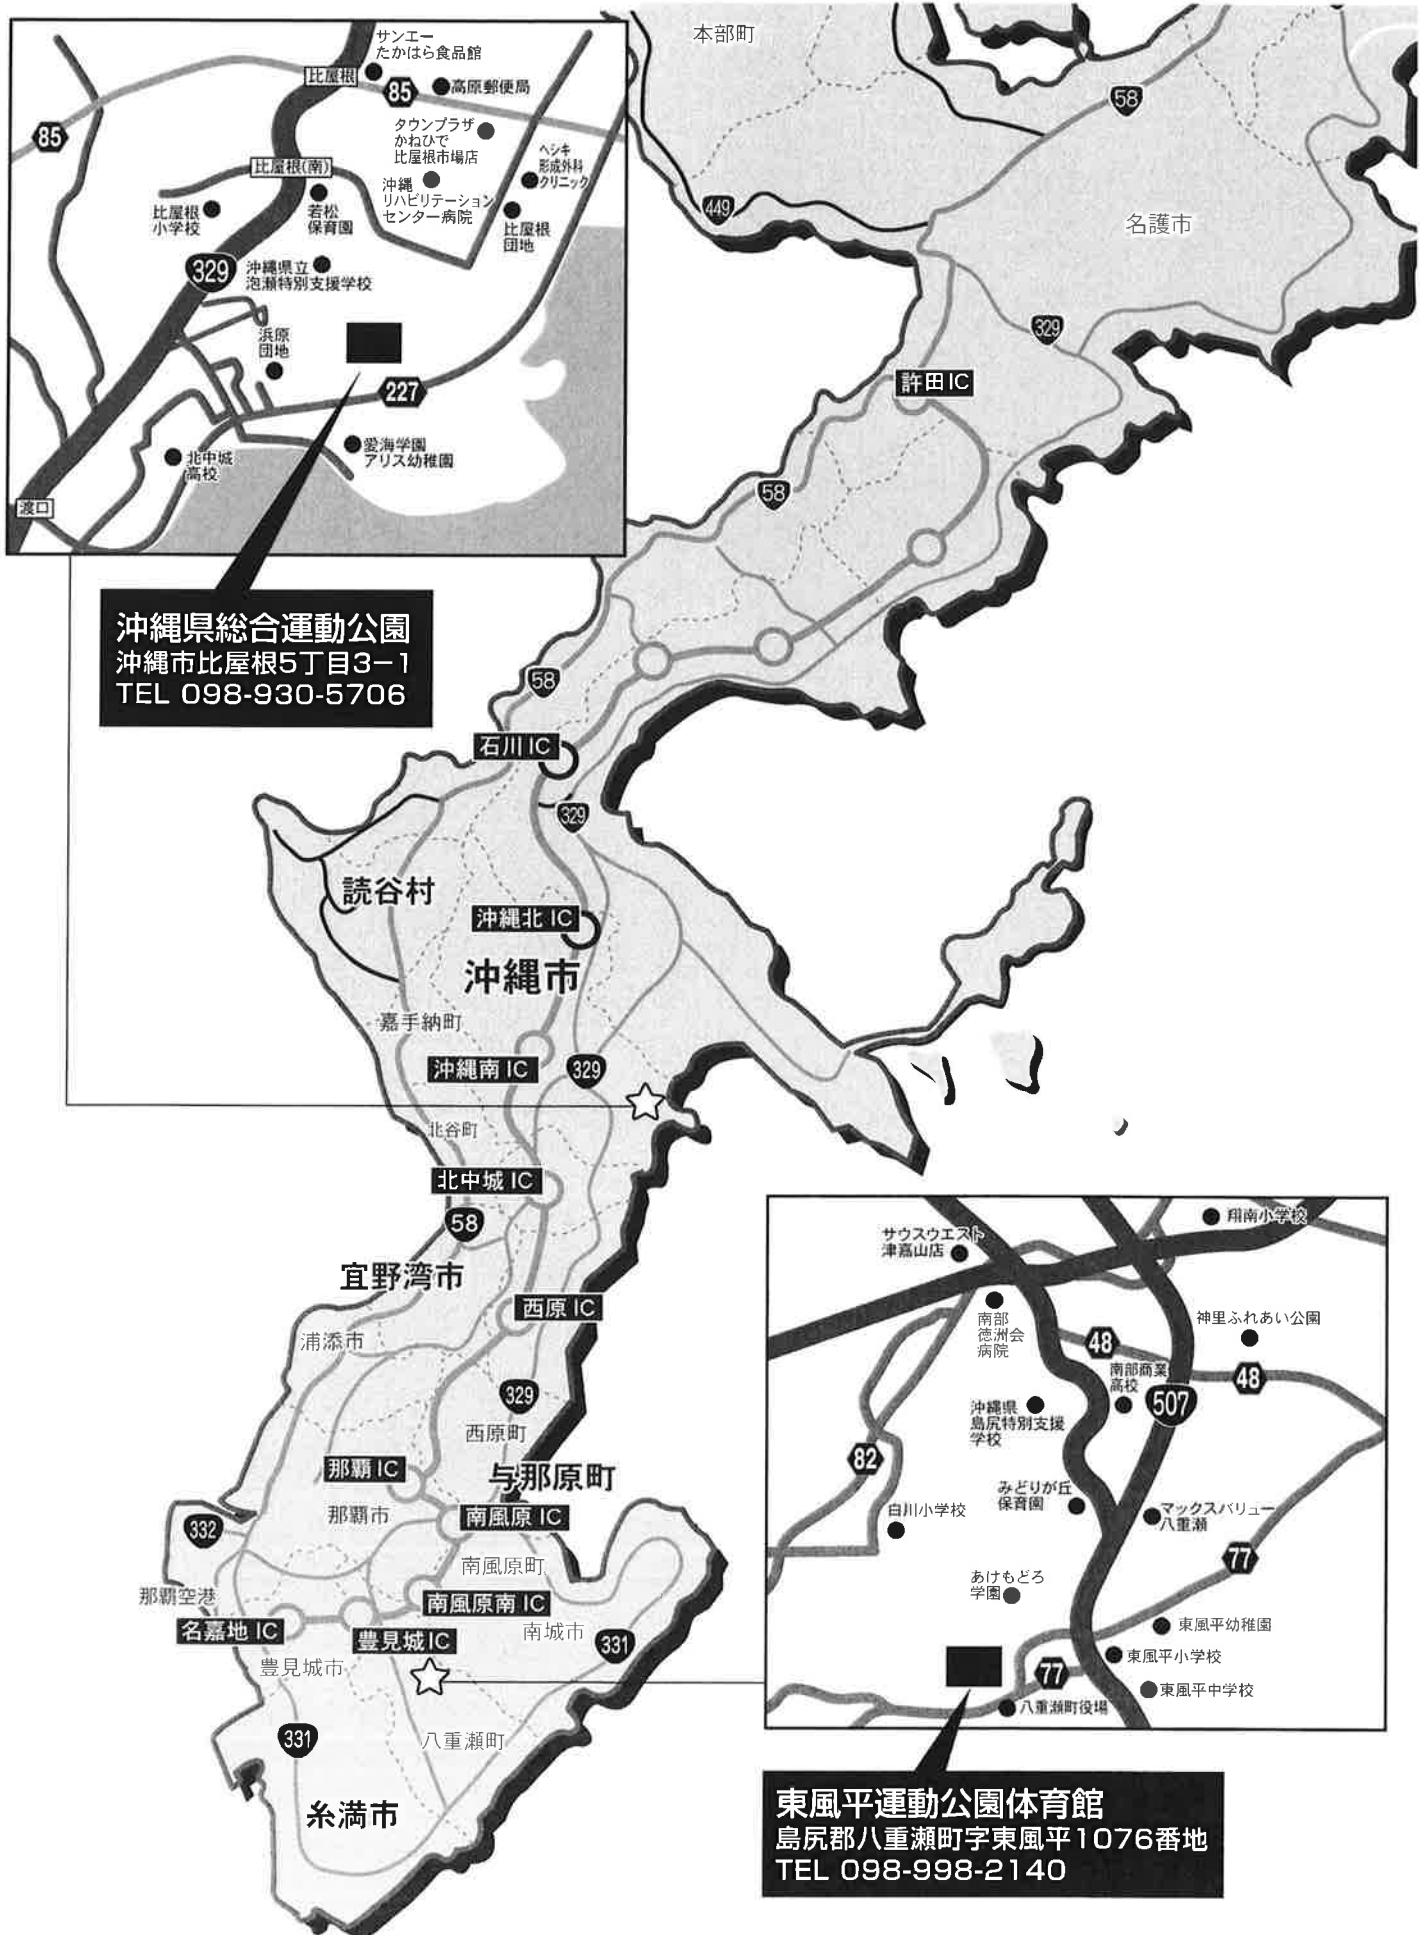 サンエー
たかはら食品館
比屋根
85
高原郵便局
85
タウンプラザ
かねひで
比屋根市場店
ヘシキ
形成外科
クリニック
比屋根(南)
沖縄
リハビリテーション
センター病院
比屋根
小学校
若松
保育園
比屋根
団地
329
沖縄県立
泡瀬特別支援学校
浜原
団地
227
愛海学園
アリス幼稚園
北中城
高校
渡口
沖縄県総合運動公園
沖縄市比屋根5丁目3−1
TEL 098-930-5706
本部町
58
449
名護市
329
許田IC
58
58
石川 IC
329
読谷村
沖縄北 IC
沖縄市
嘉手納町
沖縄南 IC
329
北谷町
北中城 IC
58
宜野湾市
西原 IC
浦添市
329
西原町
那覇 IC
与那原町
那覇市
南風原 IC
332
南風原町
那覇空港
南風原南 IC
名嘉地 IC
豊見城 IC
南城市
331
豊見城市
331
八重瀬町
糸満市
翔南小学校
サウスウエスト
津嘉山店
南部
徳洲会
病院
神里ふれあい公園
48
南部商業
高校
48
507
沖縄県
島尻特別支援
学校
82
みどりが丘
保育園
白川小学校
マックスバリュー
八重瀬
77
あけもどろ
学園
東風平幼稚園
東風平小学校
77
東風平中学校
八重瀬町役場
東風平運動公園体育館
島尻郡八重瀬町字東風平1076番地
TEL 098-998-2140